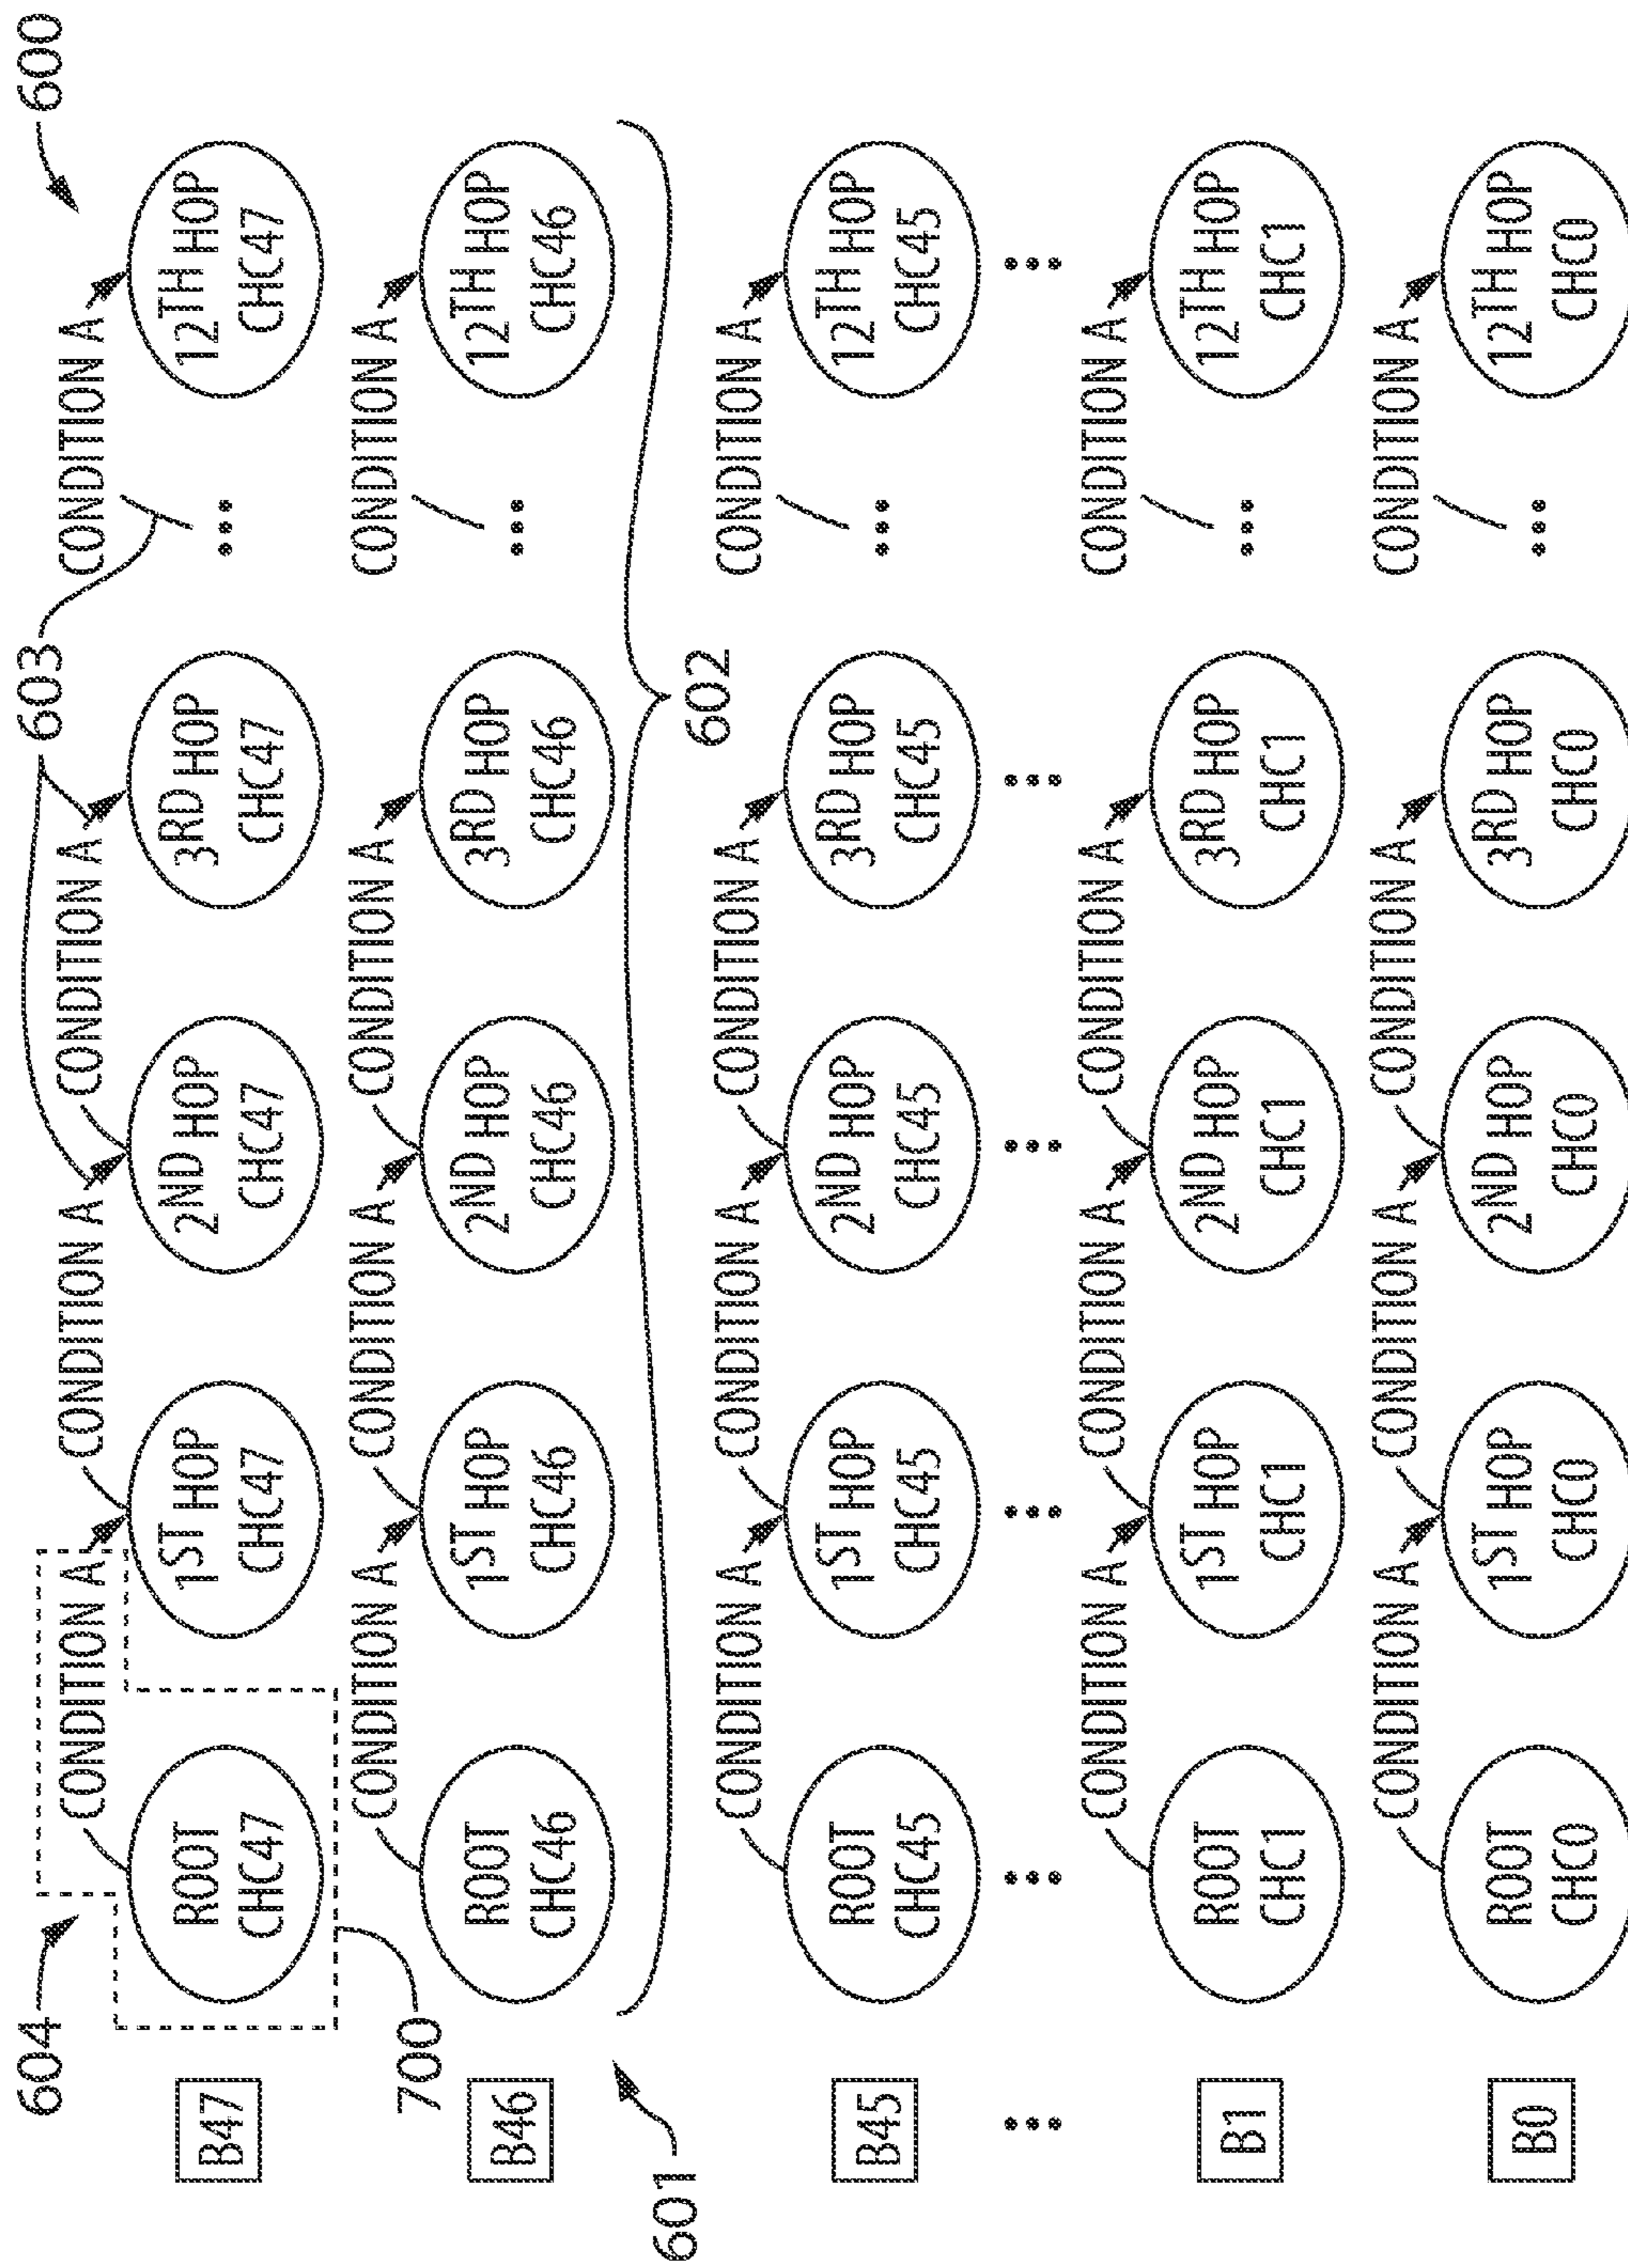 600
604
603
CONDITION A CONDITION A CONDITION A CONDITION A
B47
ROOT
CHC47
1ST HOP
CHC47
2ND HOP
CHC47
3RD HOP
CHC47
...
12TH HOP
CHC47
700
CONDITION A CONDITION A CONDITION A CONDITION A
B46
ROOT
CHC46
1ST HOP
CHC46
2ND HOP
CHC46
3RD HOP
CHC46
...
12TH HOP
CHC46
601
602
CONDITION A CONDITION A CONDITION A CONDITION A
B45
ROOT
CHC45
1ST HOP
CHC45
2ND HOP
CHC45
3RD HOP
CHC45
...
12TH HOP
CHC45
... ... ... ... ... ...
CONDITION A CONDITION A CONDITION A CONDITION A
B1
ROOT
CHC1
1ST HOP
CHC1
2ND HOP
CHC1
3RD HOP
CHC1
...
12TH HOP
CHC1
CONDITION A CONDITION A CONDITION A CONDITION A
B0
ROOT
CHC0
1ST HOP
CHC0
2ND HOP
CHC0
3RD HOP
CHC0
...
12TH HOP
CHC0